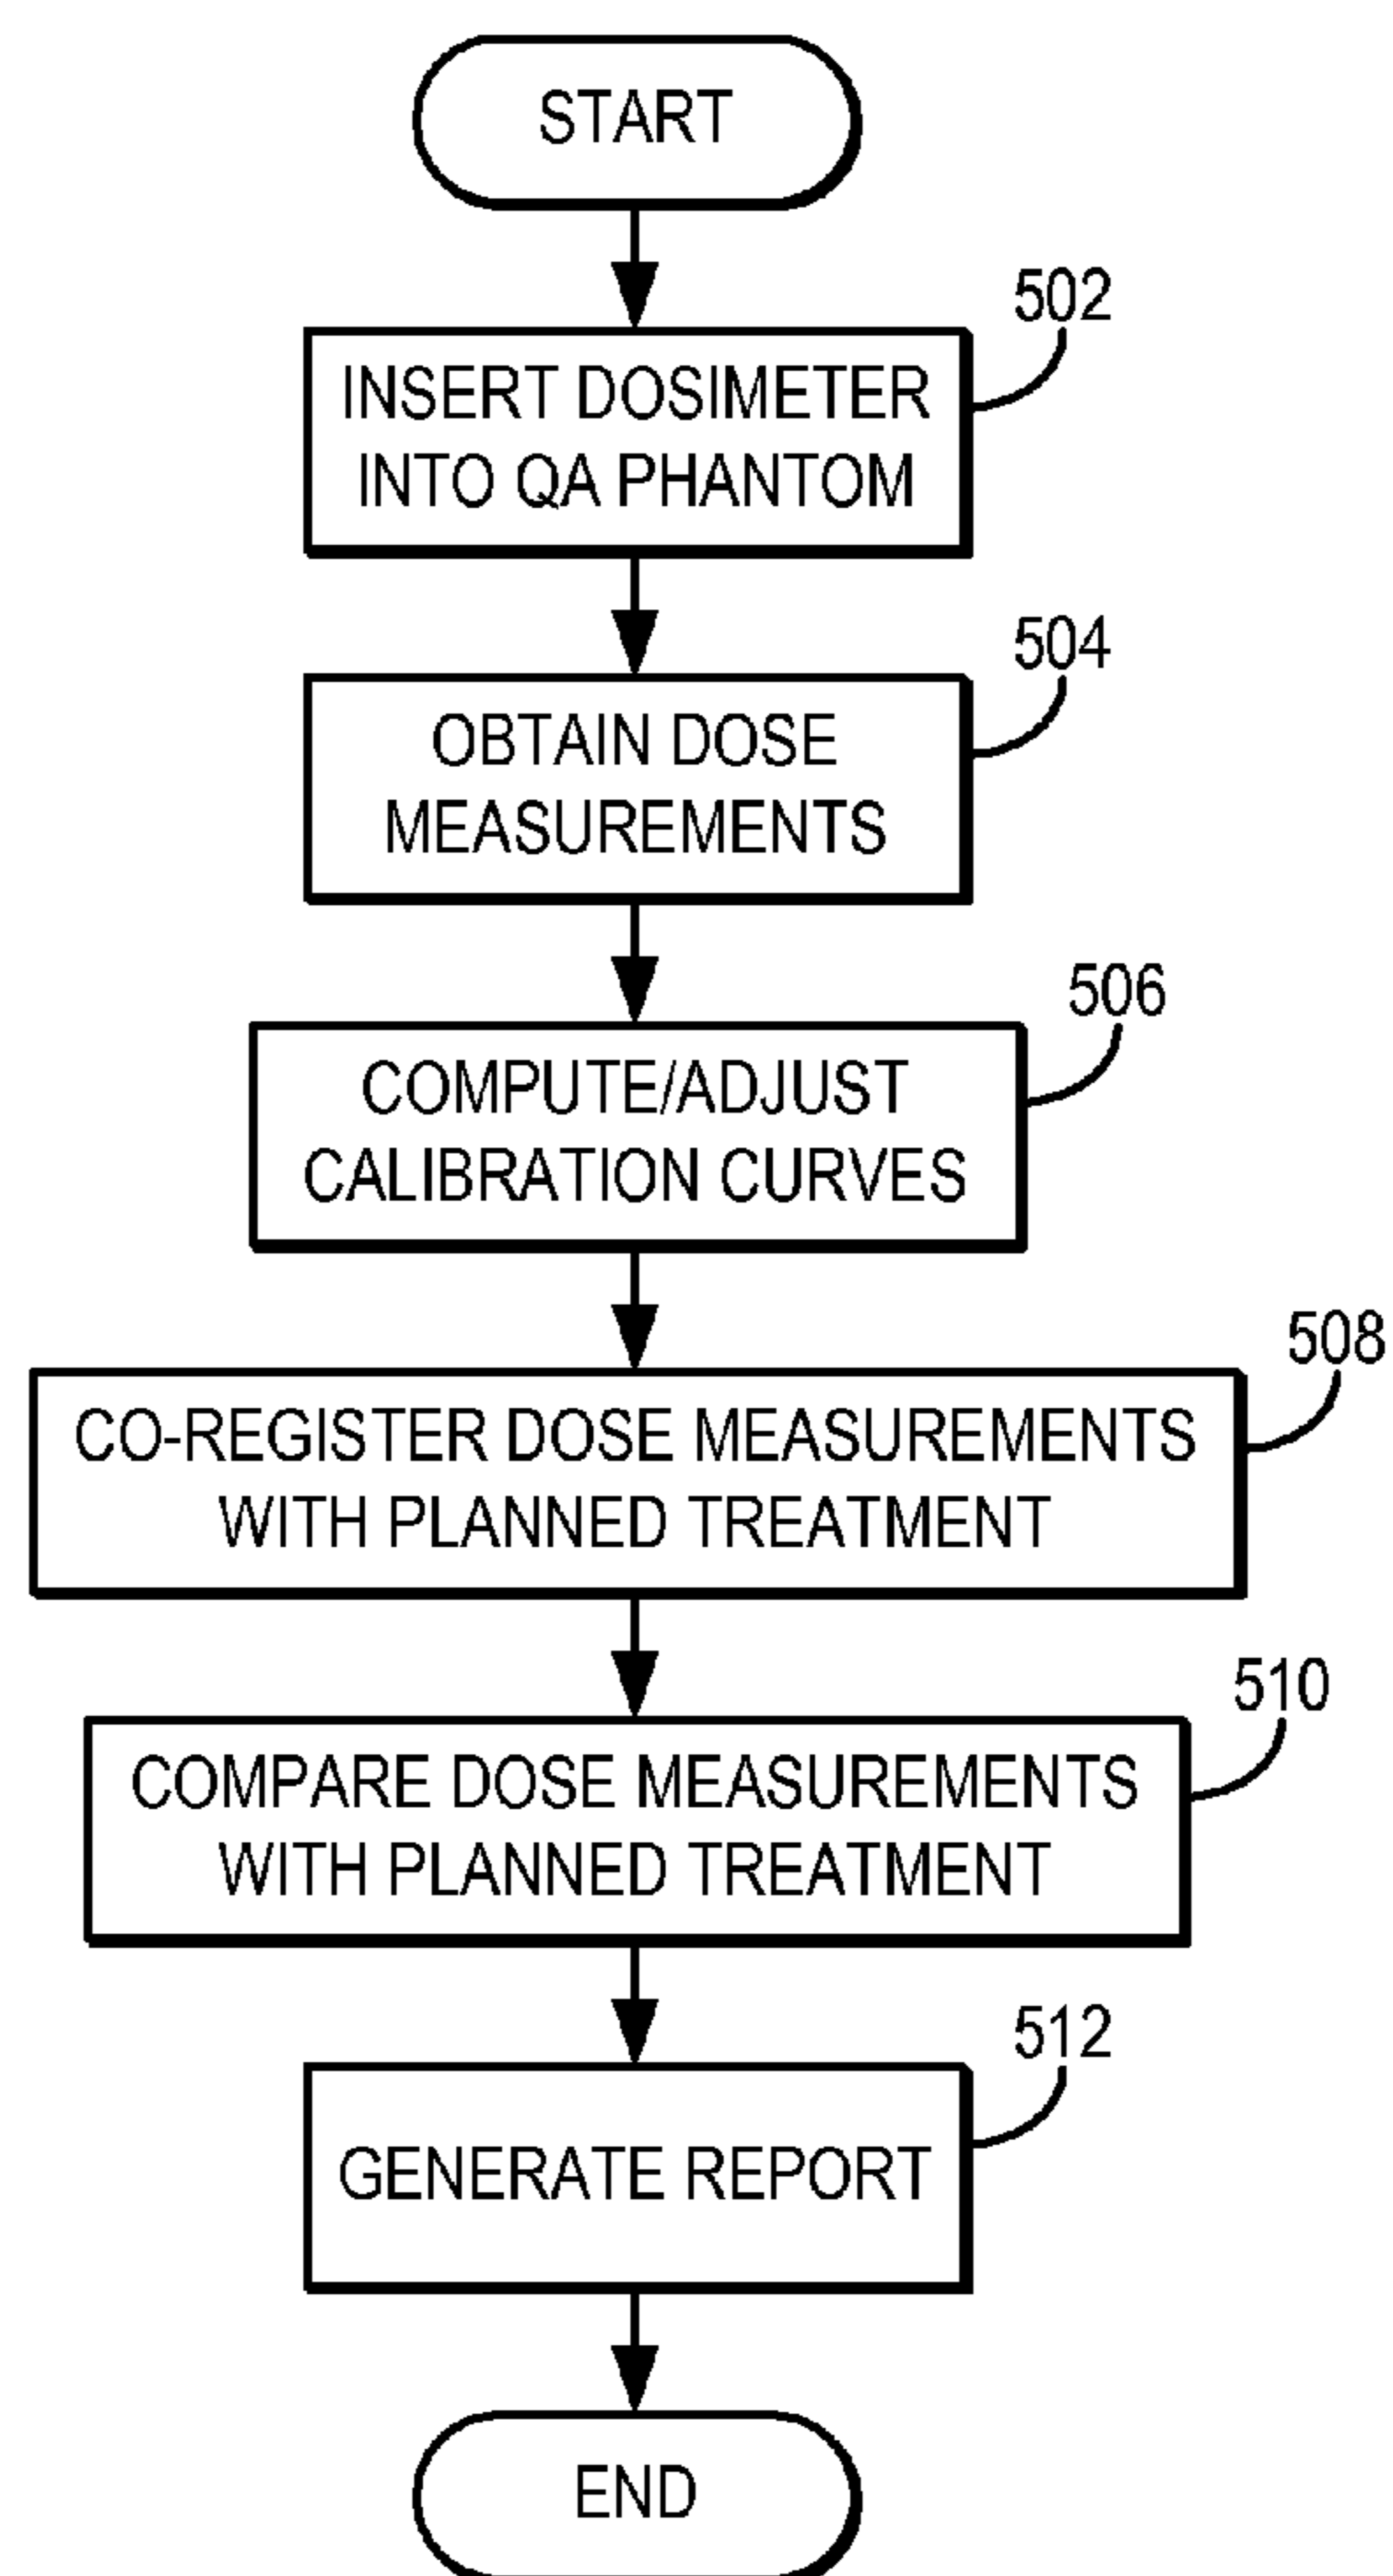 START
502
INSERT DOSIMETER
INTO QA PHANTOM
504
OBTAIN DOSE
MEASUREMENTS
506
COMPUTE/ADJUST
CALIBRATION CURVES
508
CO-REGISTER DOSE MEASUREMENTS
WITH PLANNED TREATMENT
510
COMPARE DOSE MEASUREMENTS
WITH PLANNED TREATMENT
512
GENERATE REPORT
END